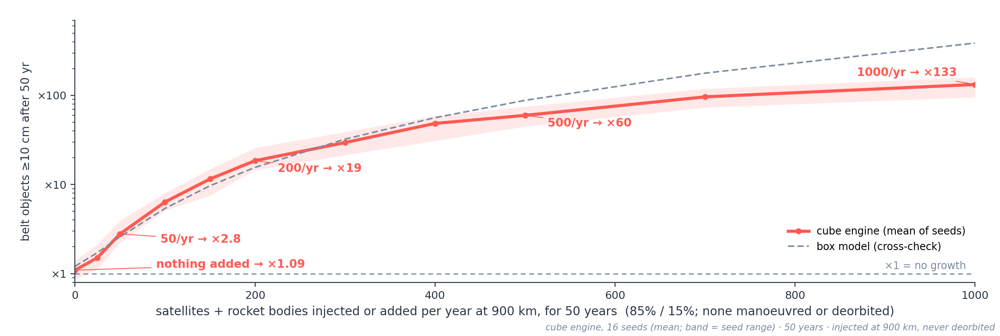 belt objects ≥10 cm after 50 yr
×100
×10
×1
1000/yr → ×133
500/yr → ×60
200/yr → ×19
50/yr → ×2.8
nothing added → ×1.09
cube engine (mean of seeds)
box model (cross-check)
×1 = no growth
0
200
400
600
800
1000
satellites + rocket bodies injected or added per year at 900 km, for 50 years (85% / 15%; none manoeuvred or deorbited)
cube engine, 16 seeds (mean; band = seed range) · 50 years · injected at 900 km, never deorbited